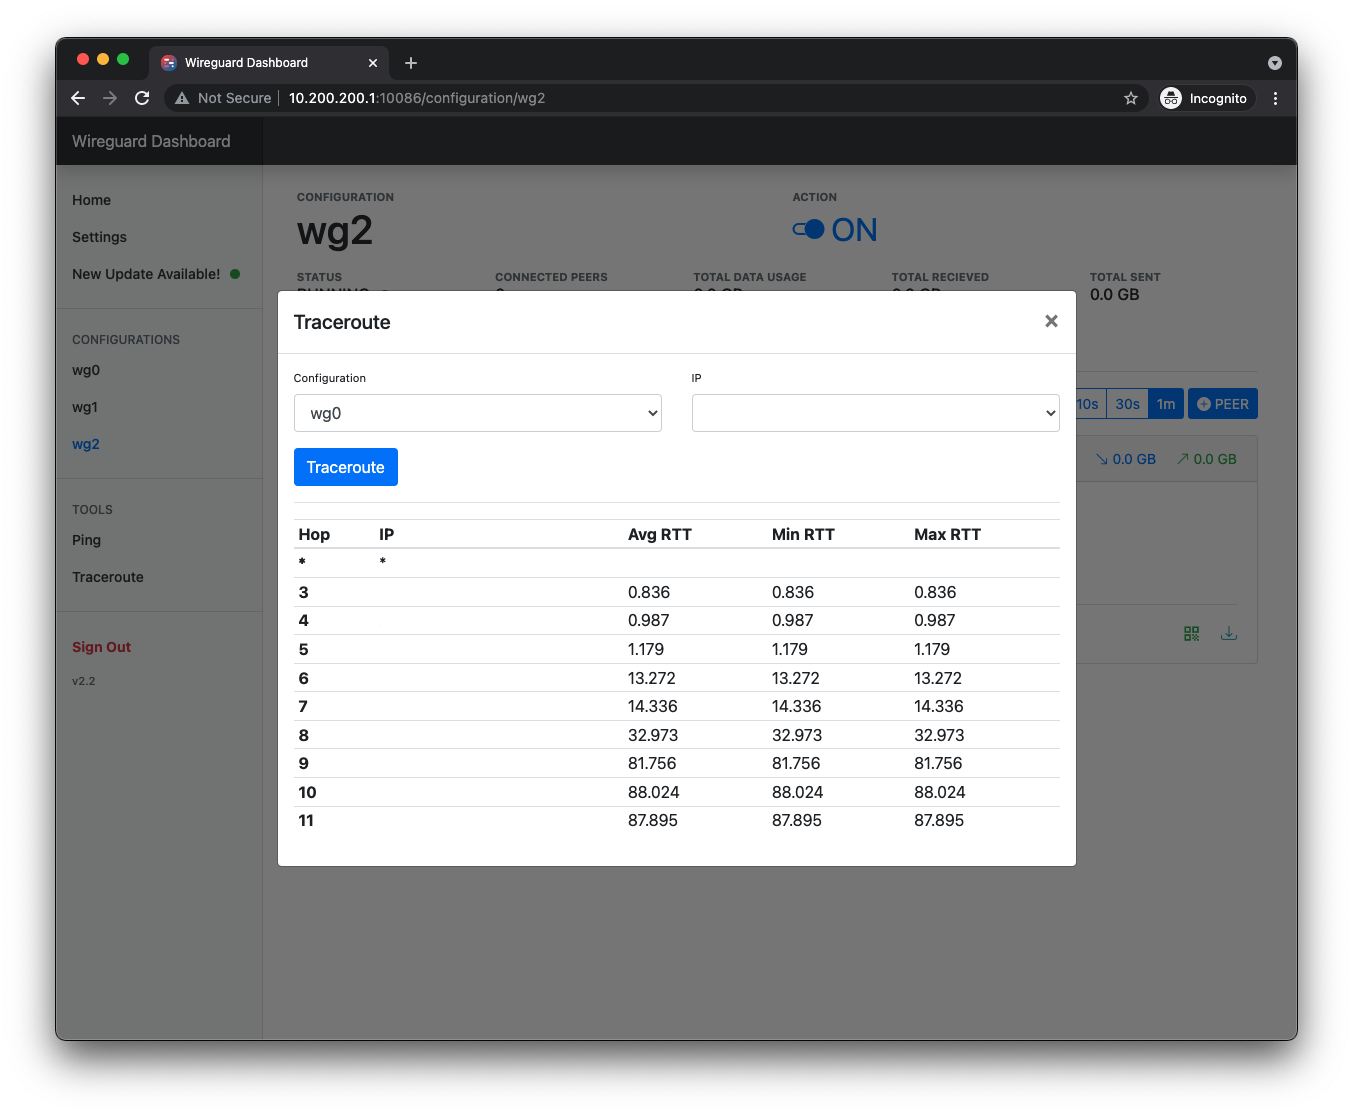 Wireguard Dashboard
Not Secure 10.200.200.1:10086/configuration/wg2 Incognito
Wireguard Dashboard
Home
Settings
New Update Available!
CONFIGURATIONS
wg0
wg1
wg2
TOOLS
Ping
Traceroute
Sign Out
v2.2
CONFIGURATION
wg2
ACTION
ON
STATUS CONNECTED PEERS TOTAL DATA USAGE TOTAL RECIEVED TOTAL SENT
0.0 GB
10s 30s 1m PEER
0.0 GB 0.0 GB
Traceroute
Configuration IP
wg0
Traceroute
Hop IP Avg RTT Min RTT Max RTT
* *
3 0.836 0.836 0.836
4 0.987 0.987 0.987
5 1.179 1.179 1.179
6 13.272 13.272 13.272
7 14.336 14.336 14.336
8 32.973 32.973 32.973
9 81.756 81.756 81.756
10 88.024 88.024 88.024
11 87.895 87.895 87.895